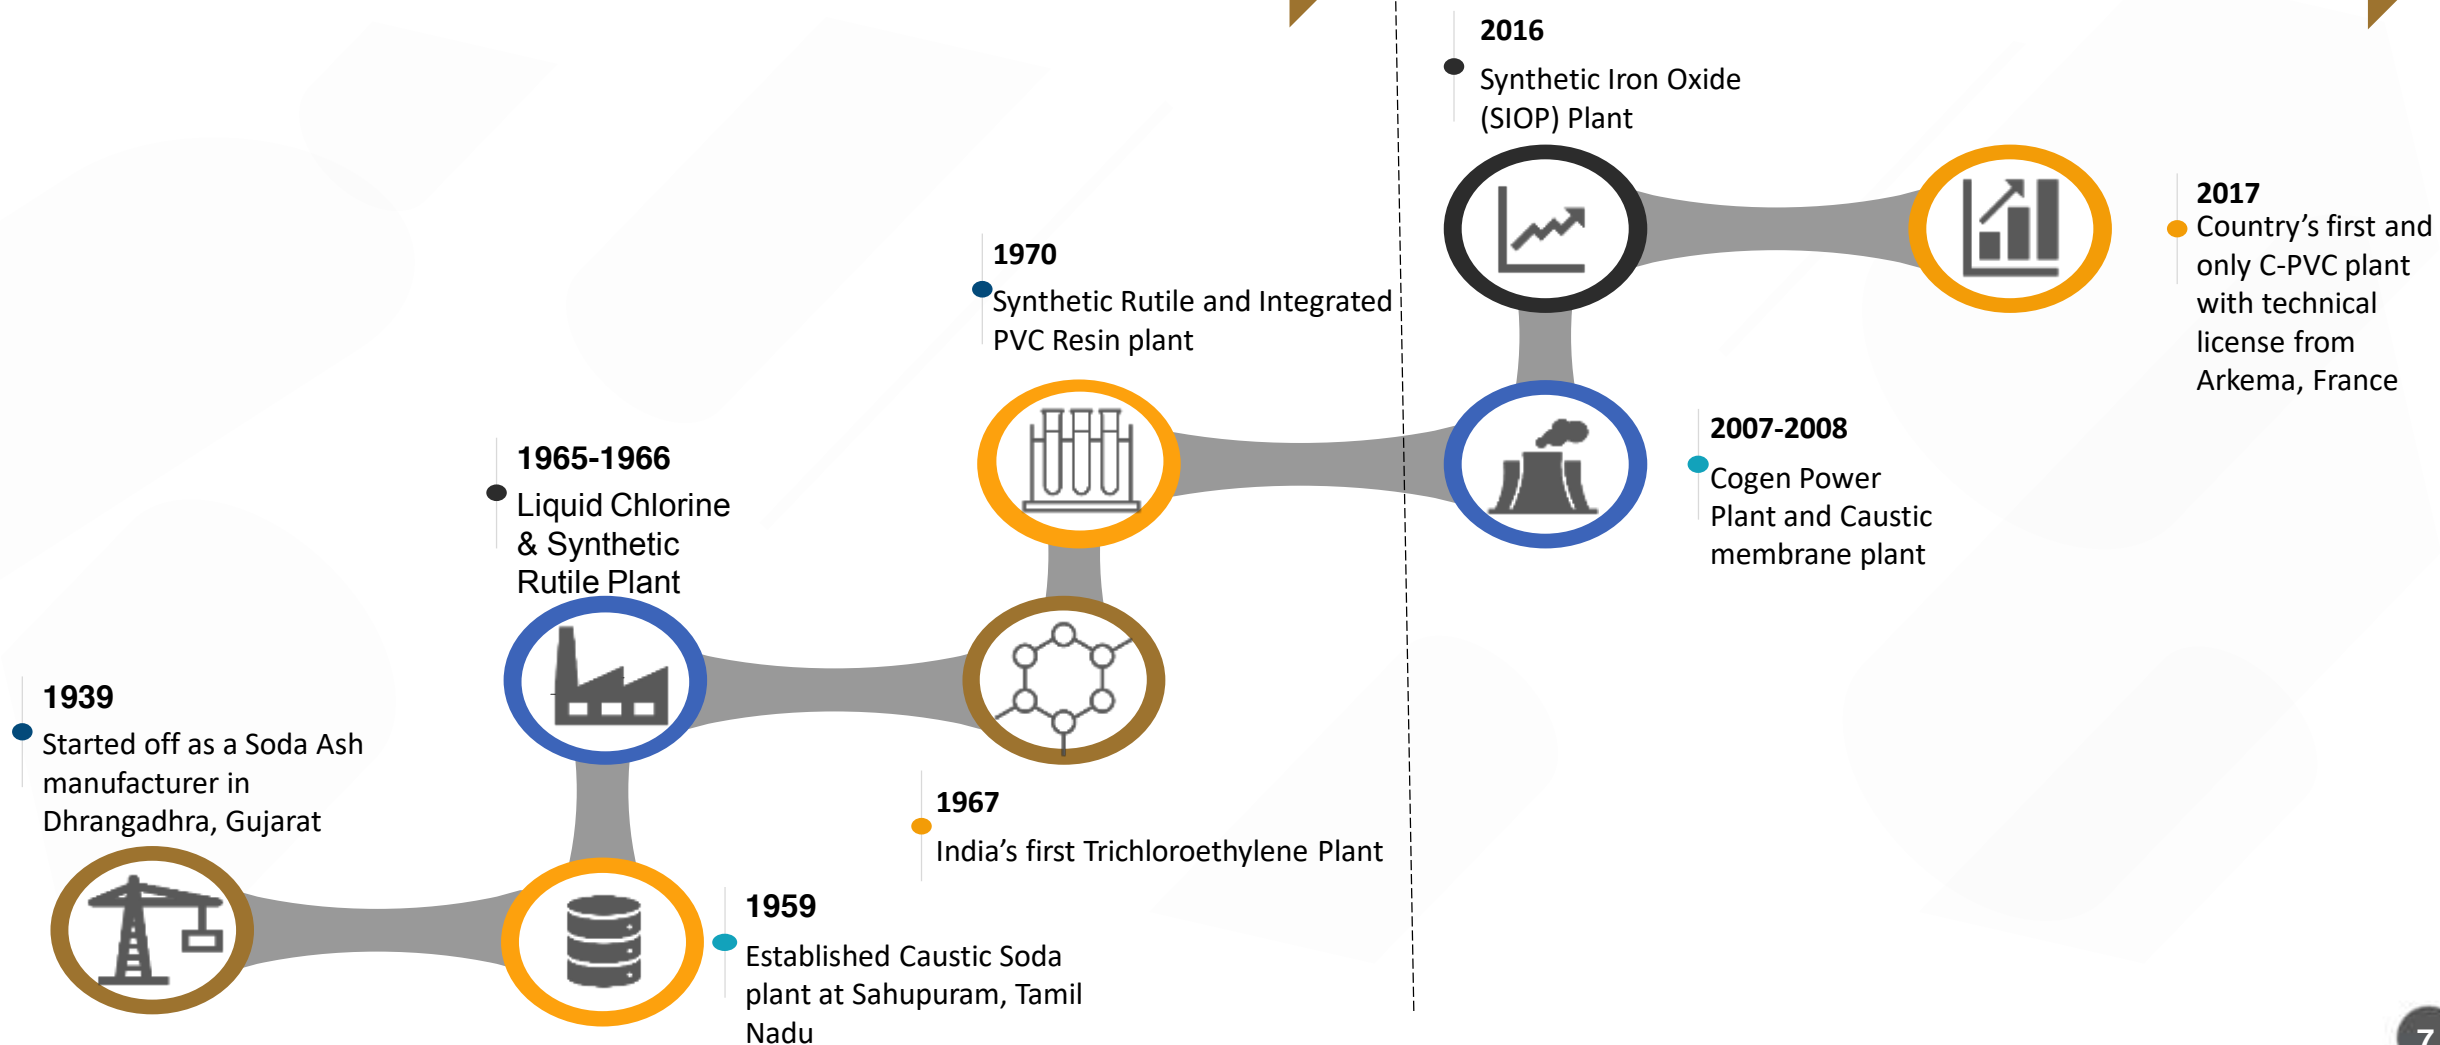 2016
Synthetic Iron Oxide
(SIOP) Plant
2017
Country’s first and
only C-PVC plant
with technical
license from
Arkema, France
1970
Synthetic Rutile and Integrated
PVC Resin plant
2007-2008
Cogen Power
Plant and Caustic
membrane plant
1965-1966
Liquid Chlorine
& Synthetic
Rutile Plant
1939
Started off as a Soda Ash
manufacturer in
Dhrangadhra, Gujarat
1967
India’s first Trichloroethylene Plant
1959
Established Caustic Soda
plant at Sahupuram, Tamil
Nadu
7